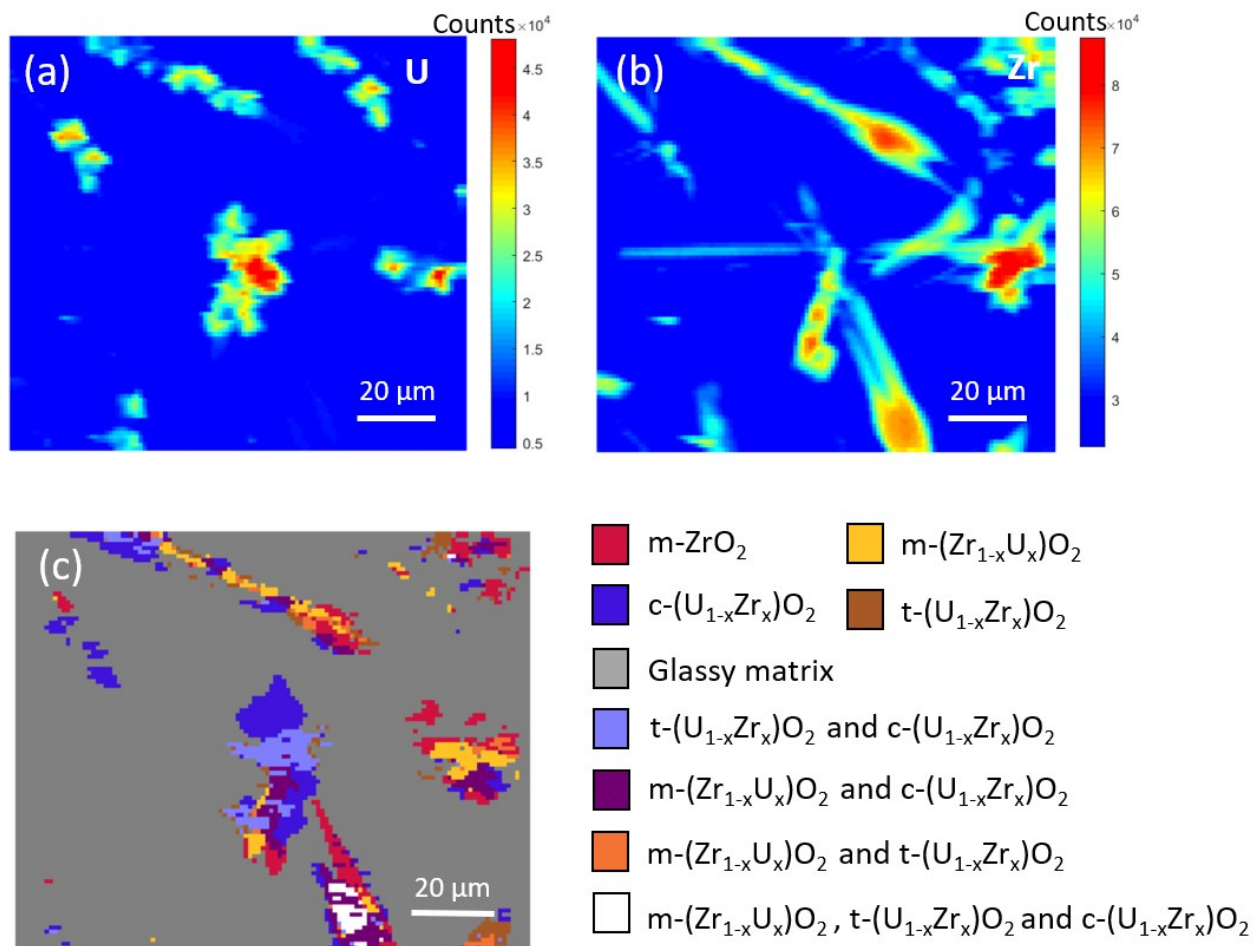 Counts×10⁴
(a) U
4.5
4
3.5
3
2.5
2
1.5
1
0.5
20 µm
Counts×10⁴
(b) Zr
8
7
6
5
4
3
20 µm
(c)
20 µm
m-ZrO₂
m-(Zr₁₋ₓUₓ)O₂
c-(U₁₋ₓZrₓ)O₂
t-(U₁₋ₓZrₓ)O₂
Glassy matrix
t-(U₁₋ₓZrₓ)O₂ and c-(U₁₋ₓZrₓ)O₂
m-(Zr₁₋ₓUₓ)O₂ and c-(U₁₋ₓZrₓ)O₂
m-(Zr₁₋ₓUₓ)O₂ and t-(U₁₋ₓZrₓ)O₂
m-(Zr₁₋ₓUₓ)O₂ , t-(U₁₋ₓZrₓ)O₂ and c-(U₁₋ₓZrₓ)O₂